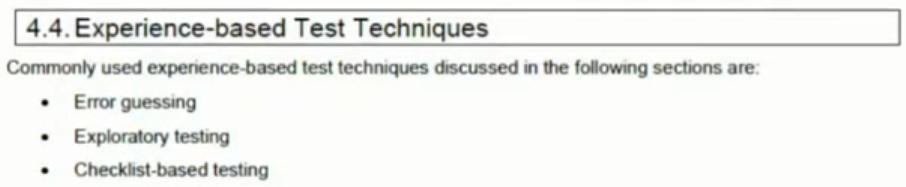 4.4. Experience-based Test Techniques
Commonly used experience-based test techniques discussed in the following sections are:
• Error guessing
• Exploratory testing
• Checklist-based testing